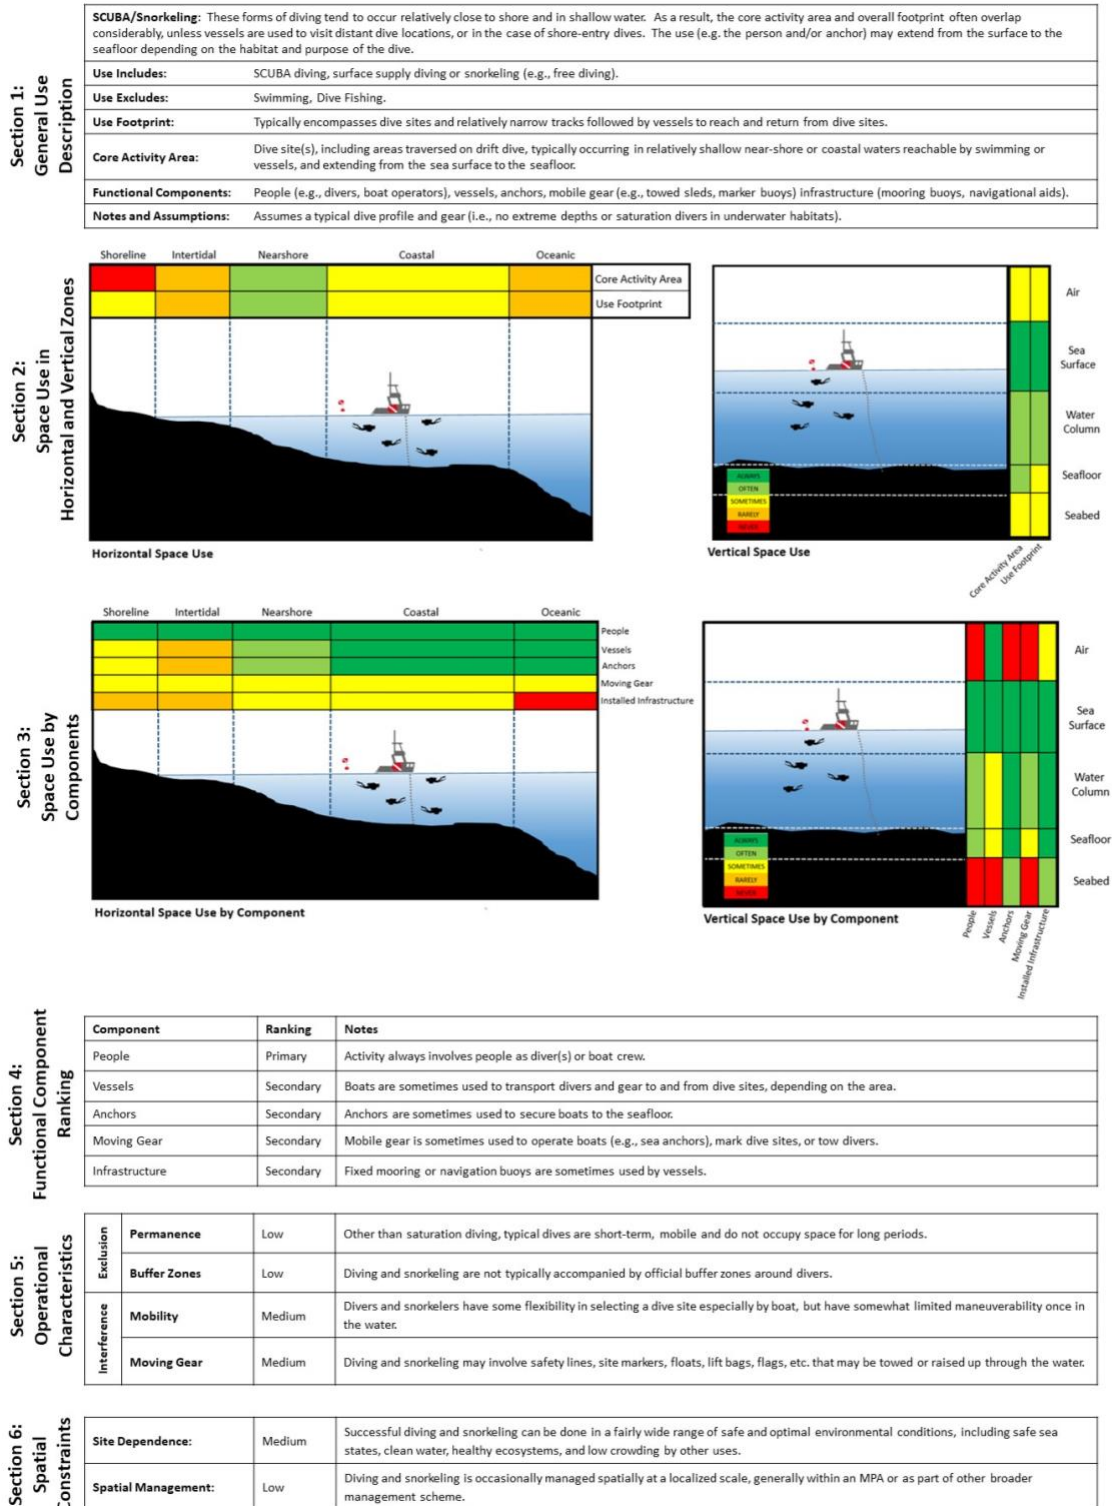 Section 1:
General Use
Description
SCUBA/Snorkeling: These forms of diving tend to occur relatively close to shore and in shallow water. As a result, the core activity area and overall footprint often overlap
considerably, unless vessels are used to visit distant dive locations, or in the case of shore-entry dives. The use (e.g. the person and/or anchor) may extend from the surface to the
seafloor depending on the habitat and purpose of the dive.
Use Includes: SCUBA diving, surface supply diving or snorkeling (e.g., free diving).
Use Excludes: Swimming, Dive Fishing.
Use Footprint: Typically encompasses dive sites and relatively narrow tracks followed by vessels to reach and return from dive sites.
Core Activity Area: Dive site(s), including areas traversed on drift dive, typically occurring in relatively shallow near-shore or coastal waters reachable by swimming or
vessels, and extending from the sea surface to the seafloor.
Functional Components: People (e.g., divers, boat operators), vessels, anchors, mobile gear (e.g., towed sleds, marker buoys) infrastructure (mooring buoys, navigational aids).
Notes and Assumptions: Assumes a typical dive profile and gear (i.e., no extreme depths or saturation divers in underwater habitats).
Section 2:
Space Use in
Horizontal and Vertical Zones
Shoreline Intertidal Nearshore Coastal Oceanic
Core Activity Area
Use Footprint
Horizontal Space Use
Air
Sea
Surface
Water
Column
Seafloor
Seabed
ALWAYS
OFTEN
SOMETIMES
RARELY
NEVER
Vertical Space Use
Core Activity Area
Use Footprint
Section 3:
Space Use by
Components
Shoreline Intertidal Nearshore Coastal Oceanic
People
Vessels
Anchors
Moving Gear
Installed Infrastructure
Horizontal Space Use by Component
Air
Sea
Surface
Water
Column
Seafloor
Seabed
ALWAYS
OFTEN
SOMETIMES
RARELY
NEVER
Vertical Space Use by Component
People
Vessels
Anchors
Moving Gear
Installed Infrastructure
Section 4:
Functional Component
Ranking
Component Ranking Notes
People Primary Activity always involves people as diver(s) or boat crew.
Vessels Secondary Boats are sometimes used to transport divers and gear to and from dive sites, depending on the area.
Anchors Secondary Anchors are sometimes used to secure boats to the seafloor.
Moving Gear Secondary Mobile gear is sometimes used to operate boats (e.g., sea anchors), mark dive sites, or tow divers.
Infrastructure Secondary Fixed mooring or navigation buoys are sometimes used by vessels.
Section 5:
Operational
Characteristics
Exclusion
Permanence Low Other than saturation diving, typical dives are short-term, mobile and do not occupy space for long periods.
Buffer Zones Low Diving and snorkeling are not typically accompanied by official buffer zones around divers.
Interference
Mobility Medium Divers and snorkelers have some flexibility in selecting a dive site especially by boat, but have somewhat limited maneuverability once in
the water.
Moving Gear Medium Diving and snorkeling may involve safety lines, site markers, floats, lift bags, flags, etc. that may be towed or raised up through the water.
Section 6:
Spatial
Constraints
Site Dependence: Medium Successful diving and snorkeling can be done in a fairly wide range of safe and optimal environmental conditions, including safe sea
states, clean water, healthy ecosystems, and low crowding by other uses.
Spatial Management: Low Diving and snorkeling is occasionally managed spatially at a localized scale, generally within an MPA or as part of other broader
management scheme.